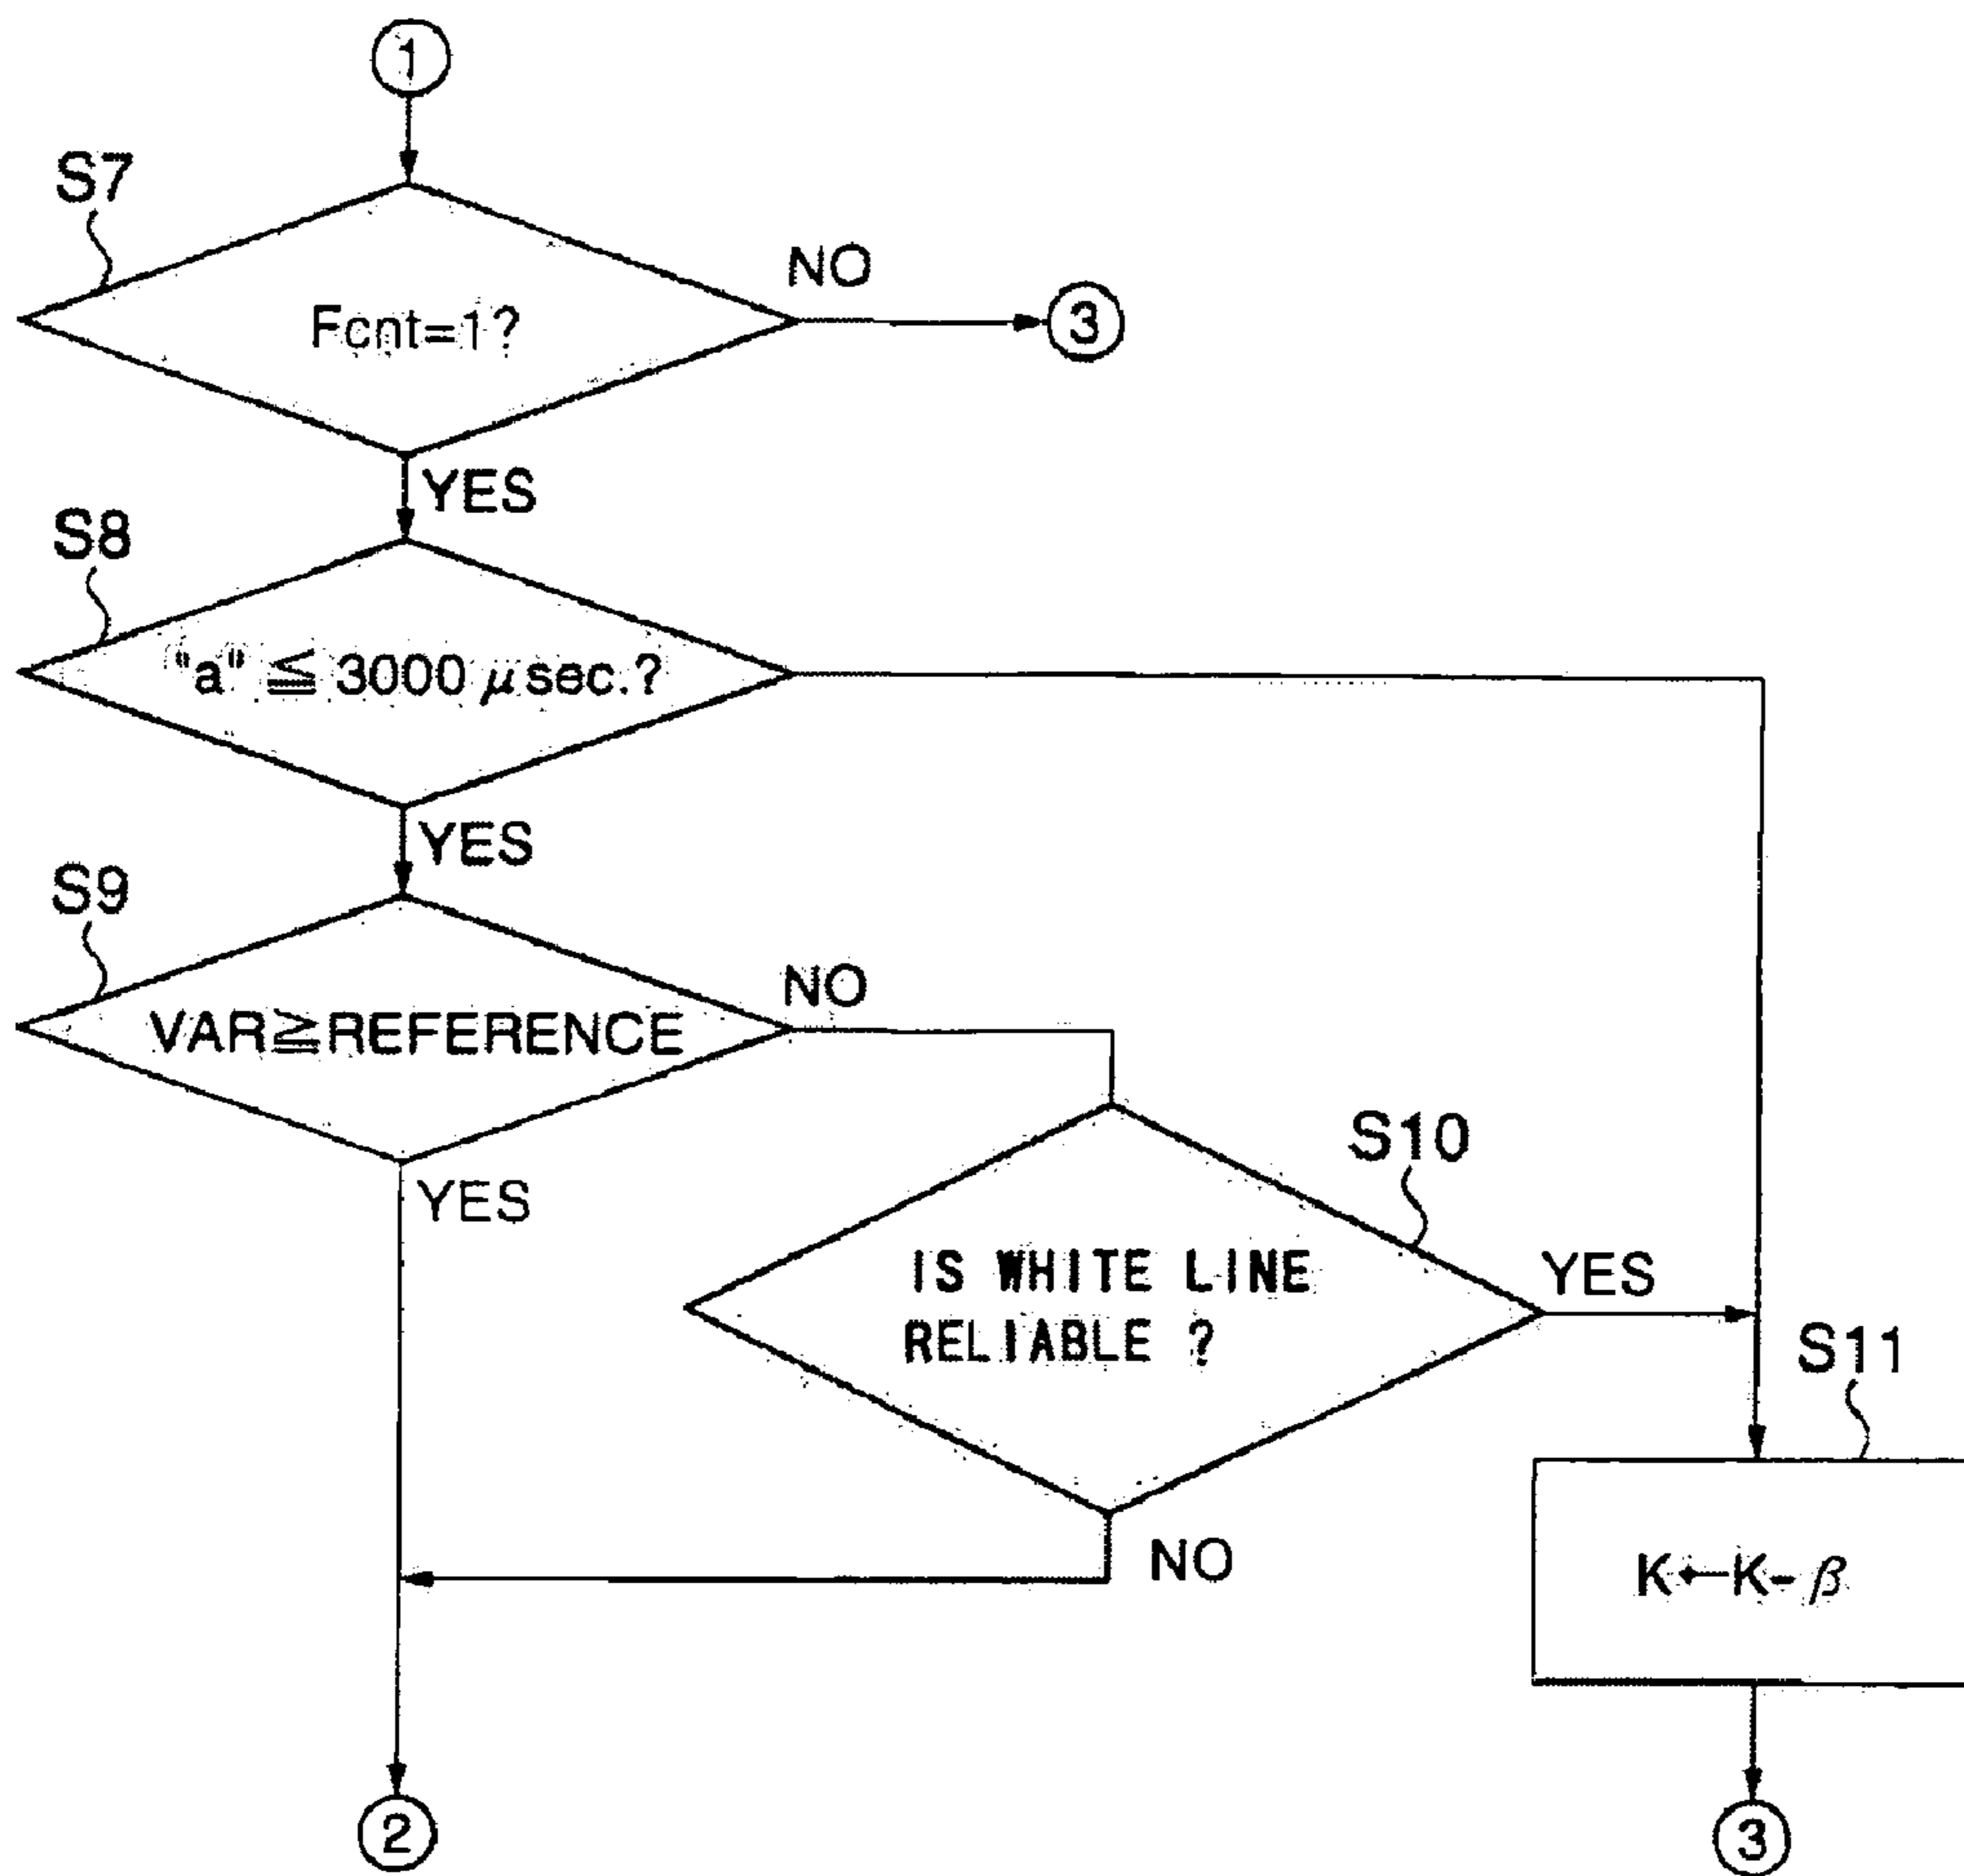 1
S7
NO
Fcnt=1?
3
YES
S8
"a" ≦ 3000 μsec.?
YES
S9
NO
VAR≧REFERENCE
S10
YES
IS WHITE LINE
RELIABLE ?
YES
S11
NO
K←K-β
2
3